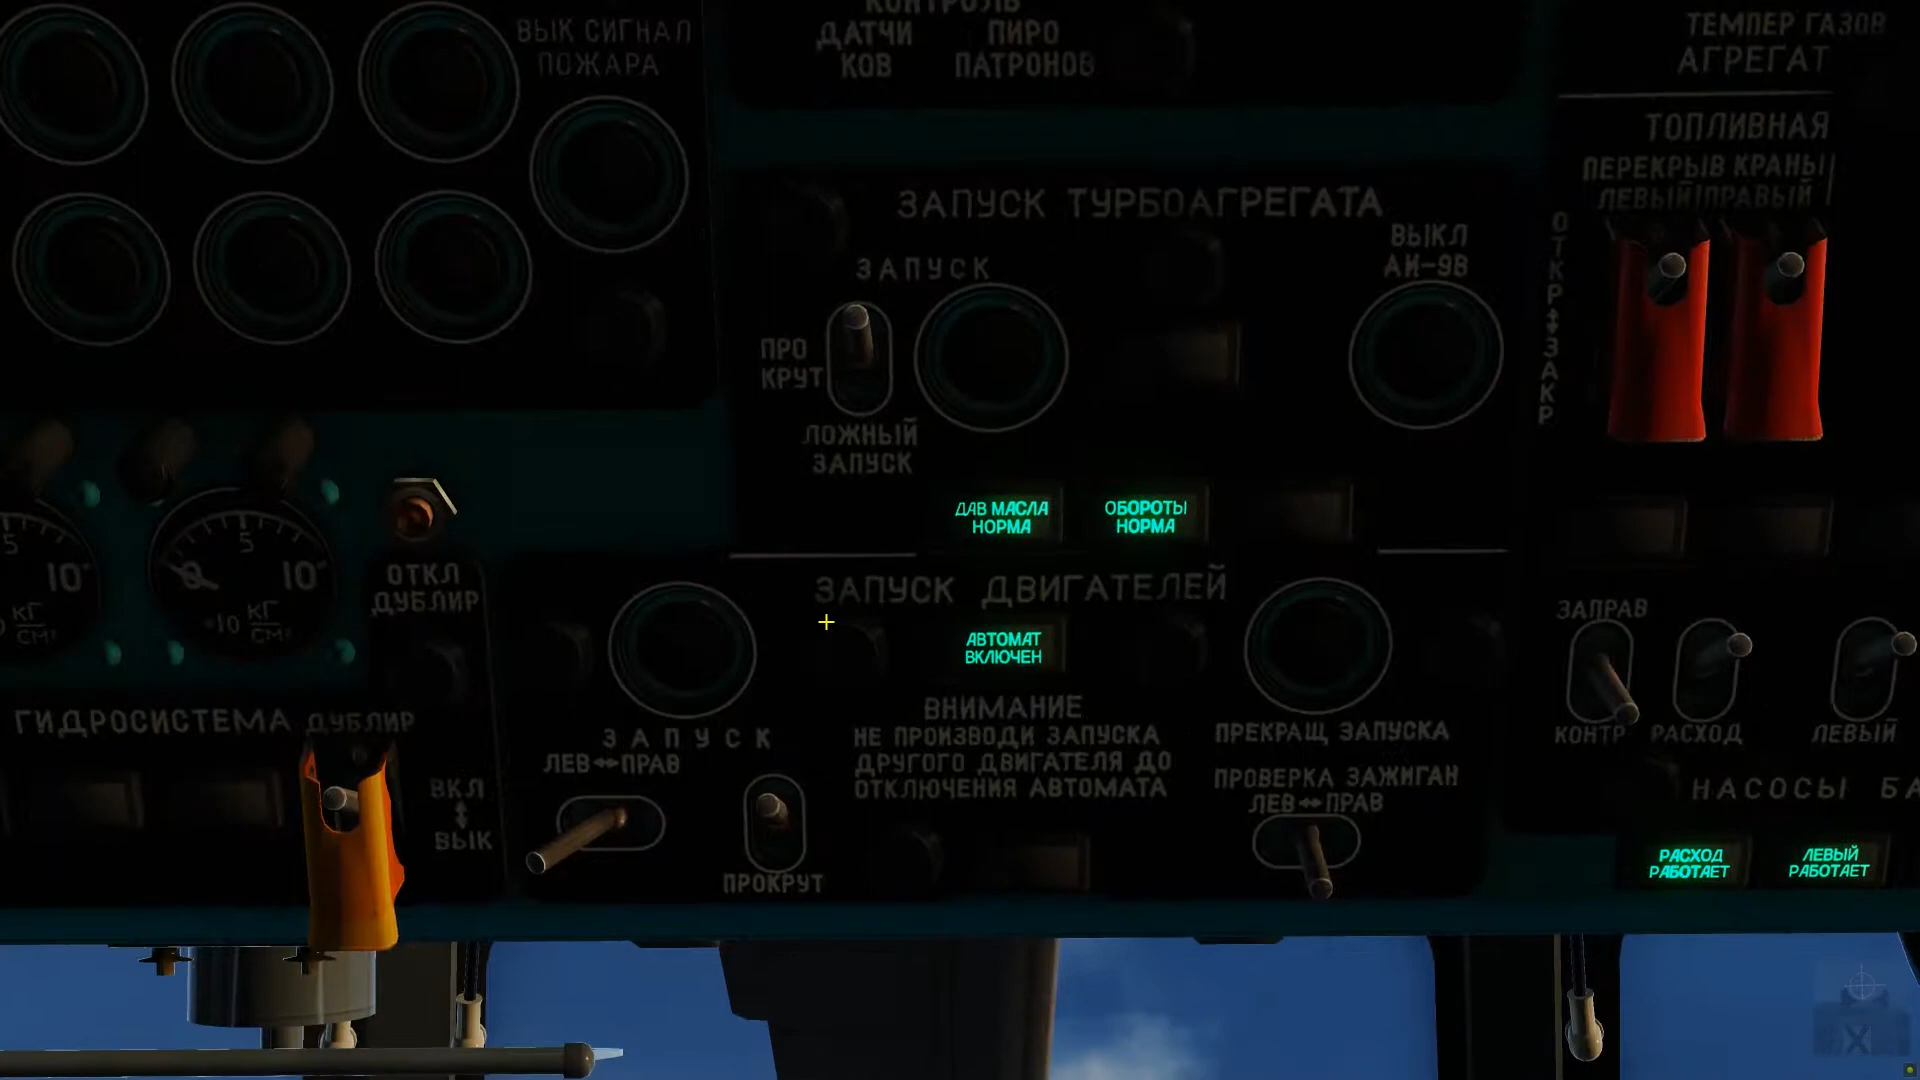 ВЫК СИГНАЛ
ПОЖАРА
КОНТРОЛЬ
ДАТЧИ
КОВ
ПИРО
ПАТРОНОВ
ТЕМПЕР ГАЗОВ
АГРЕГАТ
ТОПЛИВНАЯ
ПЕРЕКРЫВ КРАНЫ
ЛЕВЫЙ ПРАВЫЙ
ОТКР↕ЗАКР
ЗАПУСК ТУРБОАГРЕГАТА
ВЫКЛ
АИ-9В
ЗАПУСК
ПРО
КРУТ
ЛОЖНЫЙ
ЗАПУСК
ДАВ МАСЛА
НОРМА
ОБОРОТЫ
НОРМА
5
10
КГ
СМ²
0
5
10
×10 КГ
СМ²
ОТКЛ
ДУБЛИР
ЗАПУСК ДВИГАТЕЛЕЙ
АВТОМАТ
ВКЛЮЧЕН
ВНИМАНИЕ
НЕ ПРОИЗВОДИ ЗАПУСКА
ДРУГОГО ДВИГАТЕЛЯ ДО
ОТКЛЮЧЕНИЯ АВТОМАТА
ЗАПУСК
ЛЕВ↔ПРАВ
ПРОКРУТ
ПРЕКРАЩ ЗАПУСКА
ПРОВЕРКА ЗАЖИГАН
ЛЕВ↔ПРАВ
ГИДРОСИСТЕМА ДУБЛИР
ВКЛ
↕
ВЫК
ЗАПРАВ
КОНТР
РАСХОД
ЛЕВЫЙ
НАСОСЫ БА
РАСХОД
РАБОТАЕТ
ЛЕВЫЙ
РАБОТАЕТ
X